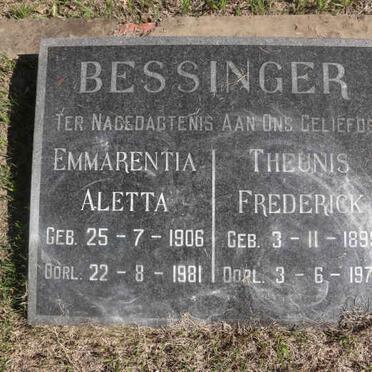 BESSINGER
TER NAGEDAGTENIS AAN ONS GELIEFDE
EMMARENTIA
ALETTA
GEB. 25 - 7 - 1906
OORL. 22 - 8 - 1981
THEUNIS
FREDERICK
GEB. 3 - 11 - 189
OORL. 3 - 6 - 197